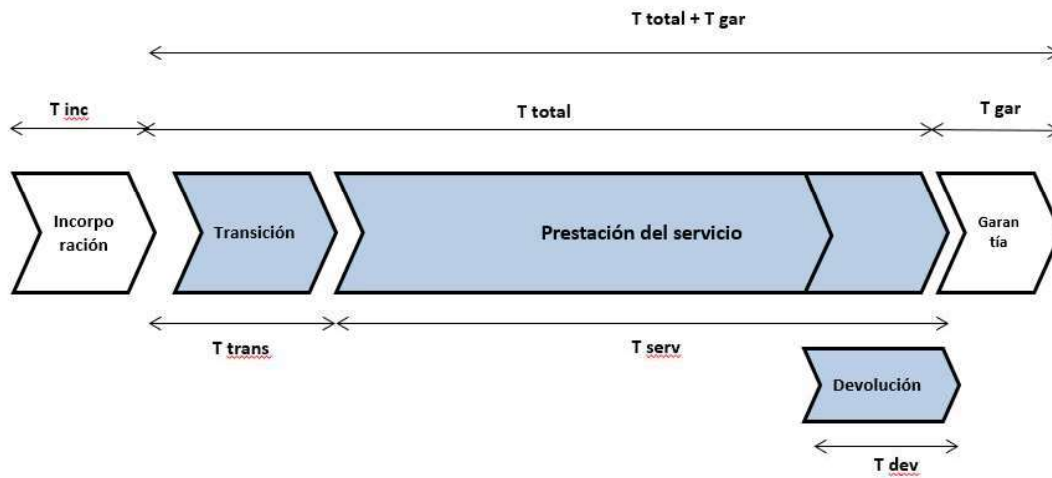 T total + T gar
T inc
T total
T gar
Incorpo
ración
Transición
Prestación del servicio
Garan
tía
T trans
T serv
Devolución
T dev